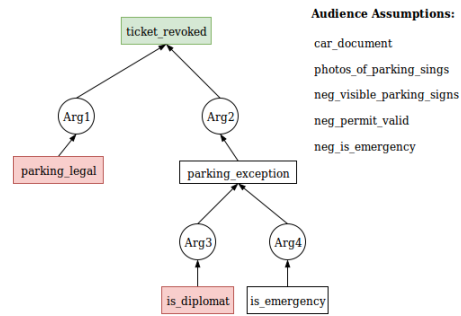 ticket_revoked
Arg1
Arg2
parking_legal
parking_exception
Arg3
Arg4
is_diplomat
is_emergency
Audience Assumptions:
car_document
photos_of_parking_sings
neg_visible_parking_signs
neg_permit_valid
neg_is_emergency